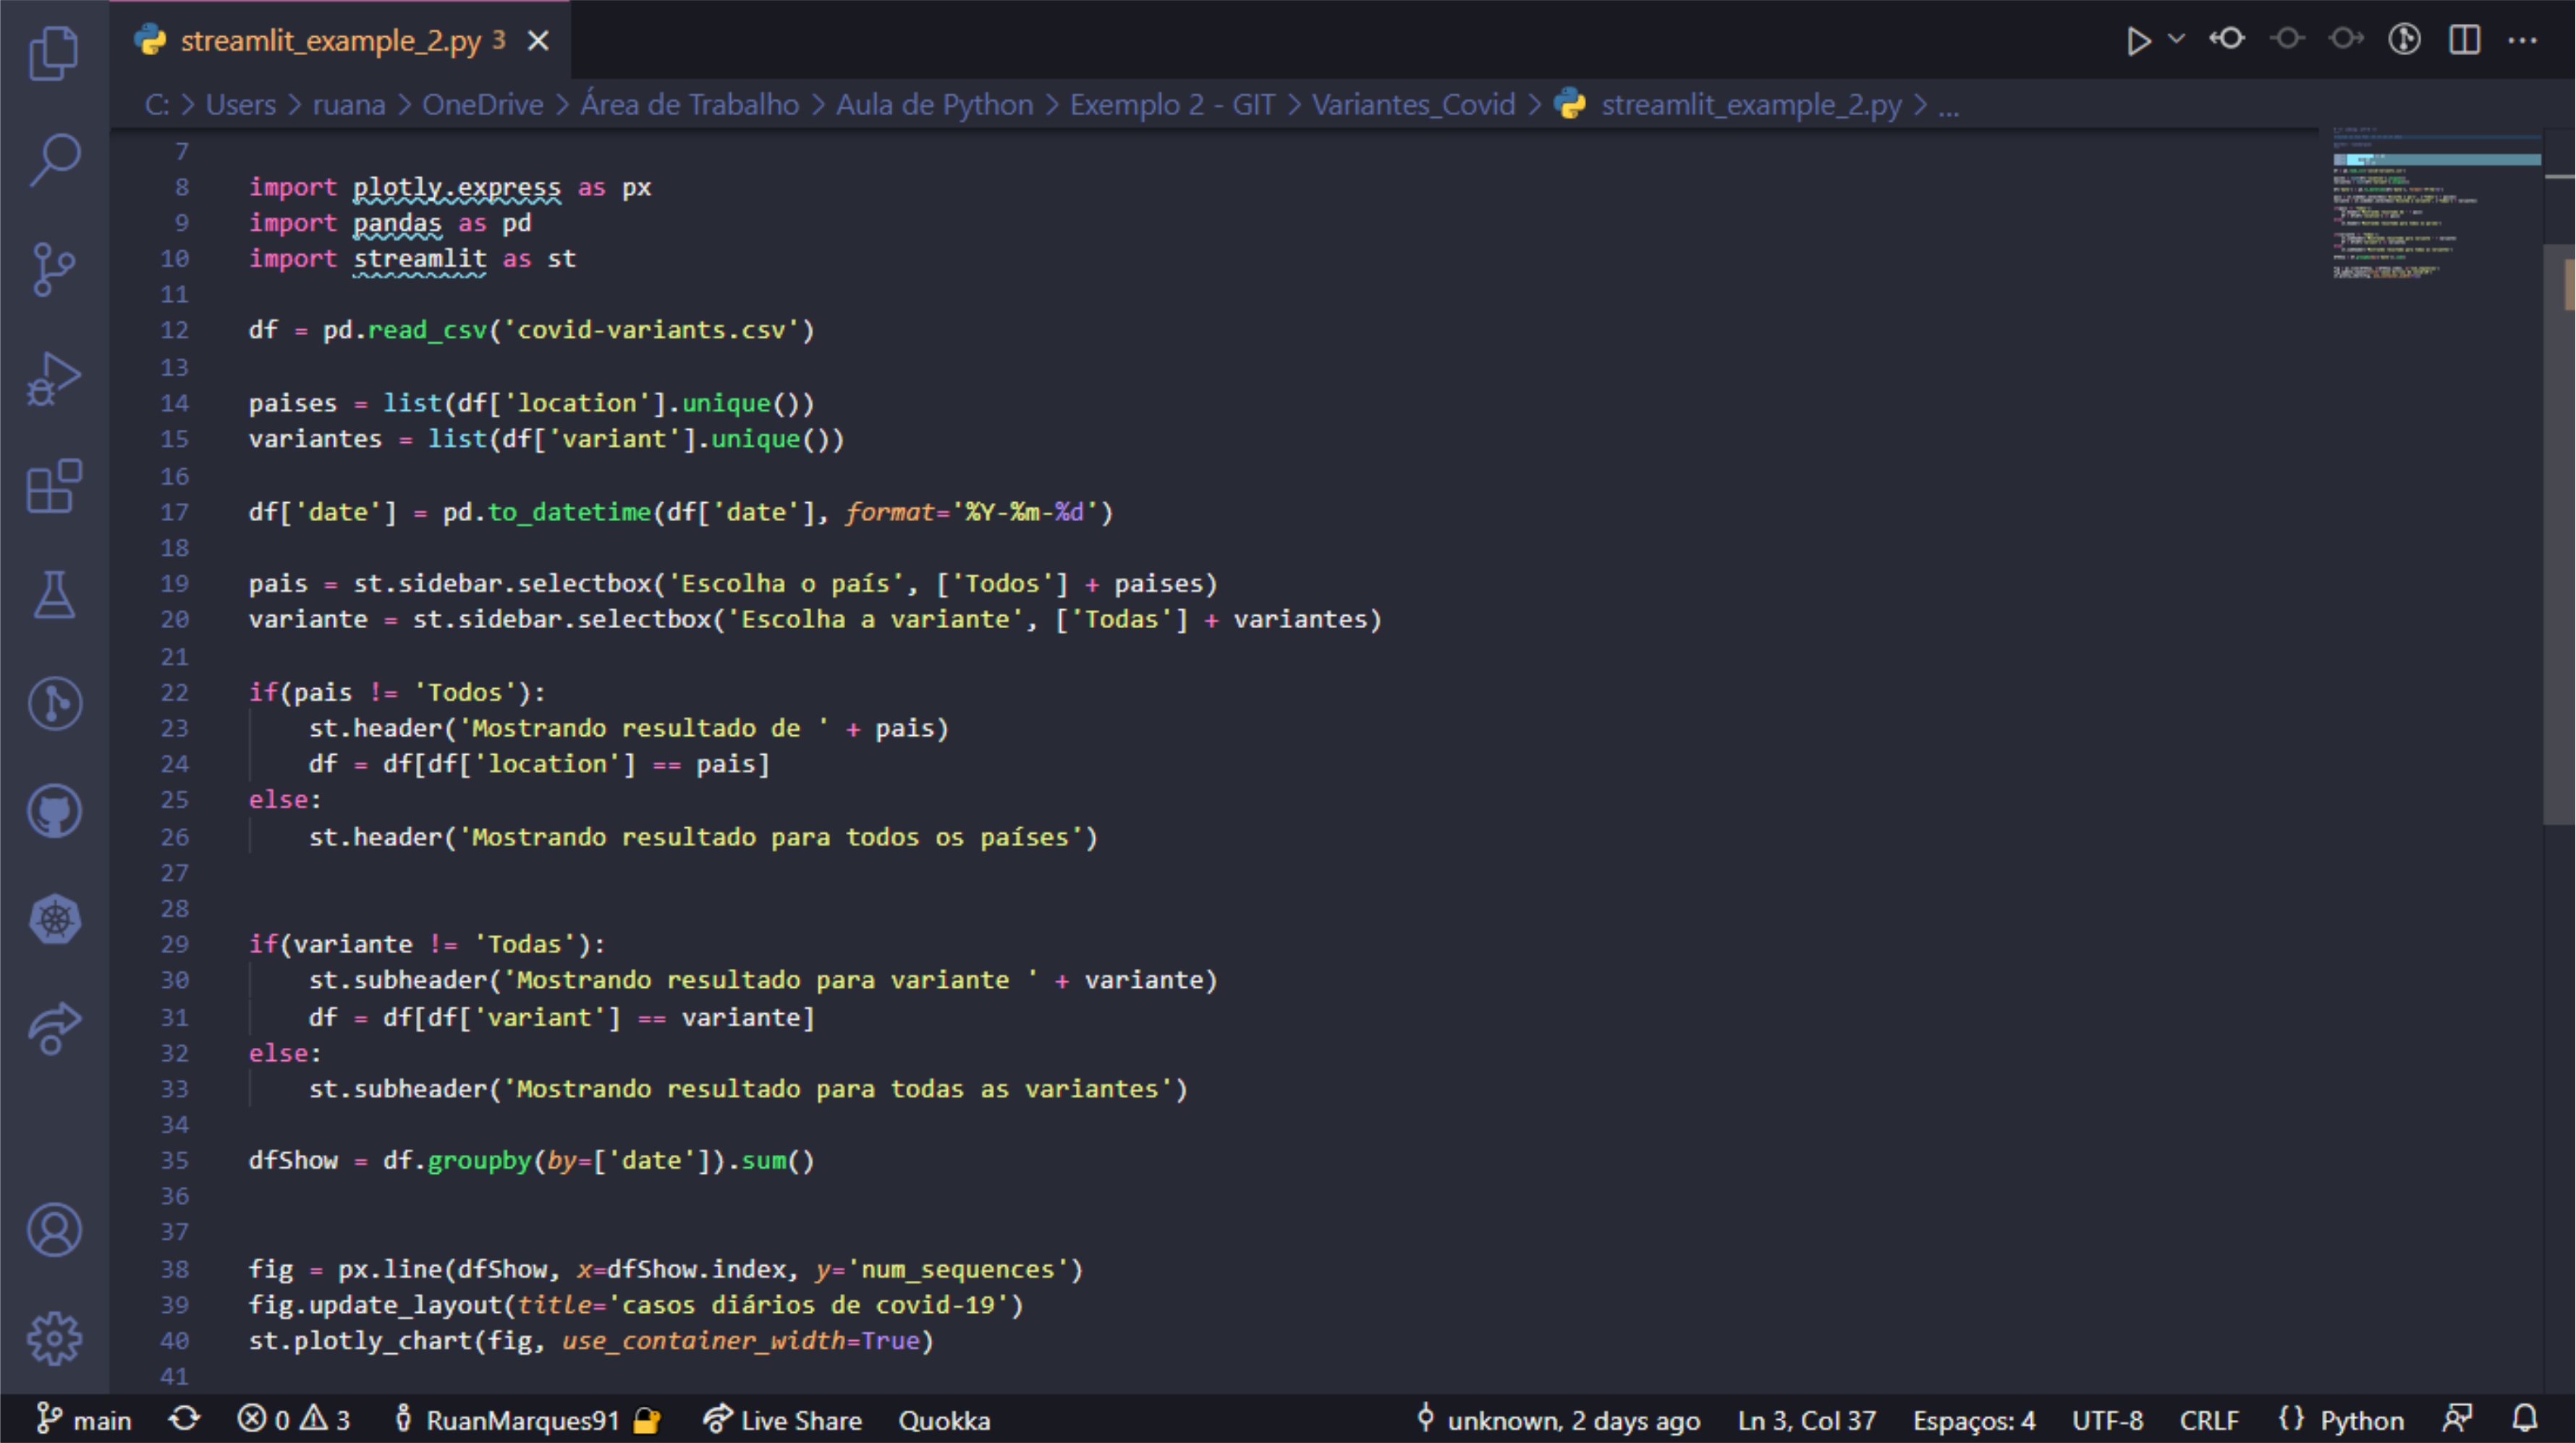 streamlit_example_2.py 3
C: > Users > ruana > OneDrive > Área de Trabalho > Aula de Python > Exemplo 2 - GIT > Variantes_Covid > streamlit_example_2.py > ...
7
8 import plotly.express as px
9 import pandas as pd
10 import streamlit as st
11
12 df = pd.read_csv('covid-variants.csv')
13
14 paises = list(df['location'].unique())
15 variantes = list(df['variant'].unique())
16
17 df['date'] = pd.to_datetime(df['date'], format='%Y-%m-%d')
18
19 pais = st.sidebar.selectbox('Escolha o país', ['Todos'] + paises)
20 variante = st.sidebar.selectbox('Escolha a variante', ['Todas'] + variantes)
21
22 if(pais != 'Todos'):
23     st.header('Mostrando resultado de ' + pais)
24     df = df[df['location'] == pais]
25 else:
26     st.header('Mostrando resultado para todos os países')
27
28
29 if(variante != 'Todas'):
30     st.subheader('Mostrando resultado para variante ' + variante)
31     df = df[df['variant'] == variante]
32 else:
33     st.subheader('Mostrando resultado para todas as variantes')
34
35 dfShow = df.groupby(by=['date']).sum()
36
37
38 fig = px.line(dfShow, x=dfShow.index, y='num_sequences')
39 fig.update_layout(title='casos diários de covid-19')
40 st.plotly_chart(fig, use_container_width=True)
41
main 0 3 RuanMarques91 Live Share Quokka unknown, 2 days ago Ln 3, Col 37 Espaços: 4 UTF-8 CRLF {} Python